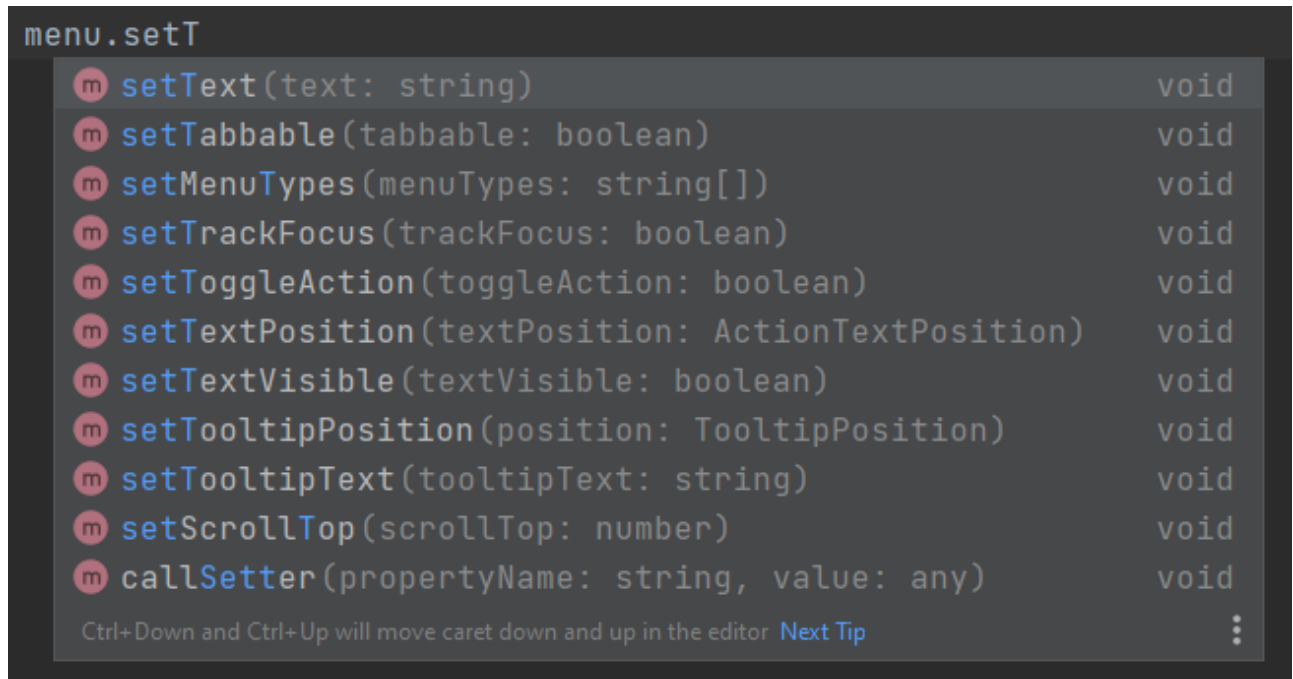 menu.setT
m setText(text: string) void
m setTabbable(tabbable: boolean) void
m setMenuTypes(menuTypes: string[]) void
m setTrackFocus(trackFocus: boolean) void
m setToggleAction(toggleAction: boolean) void
m setTextPosition(textPosition: ActionTextPosition) void
m setTextVisible(textVisible: boolean) void
m setTooltipPosition(position: TooltipPosition) void
m setTooltipText(tooltipText: string) void
m setScrollTop(scrollTop: number) void
m callSetter(propertyName: string, value: any) void
Ctrl+Down and Ctrl+Up will move caret down and up in the editor Next Tip